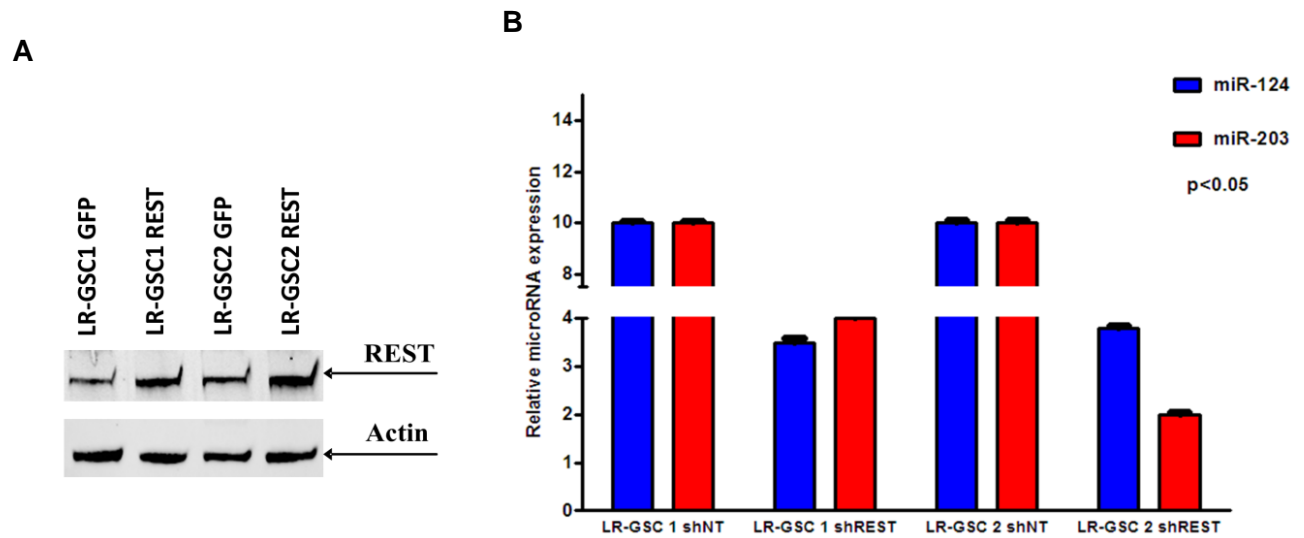 A
LR-GSC1 GFP
LR-GSC1 REST
LR-GSC2 GFP
LR-GSC2 REST
REST
Actin
B
miR-124
miR-203
p<0.05
Relative microRNA expression
14
12
10
8
4
3
2
1
0
LR-GSC 1 shNT
LR-GSC 1 shREST
LR-GSC 2 shNT
LR-GSC 2 shREST